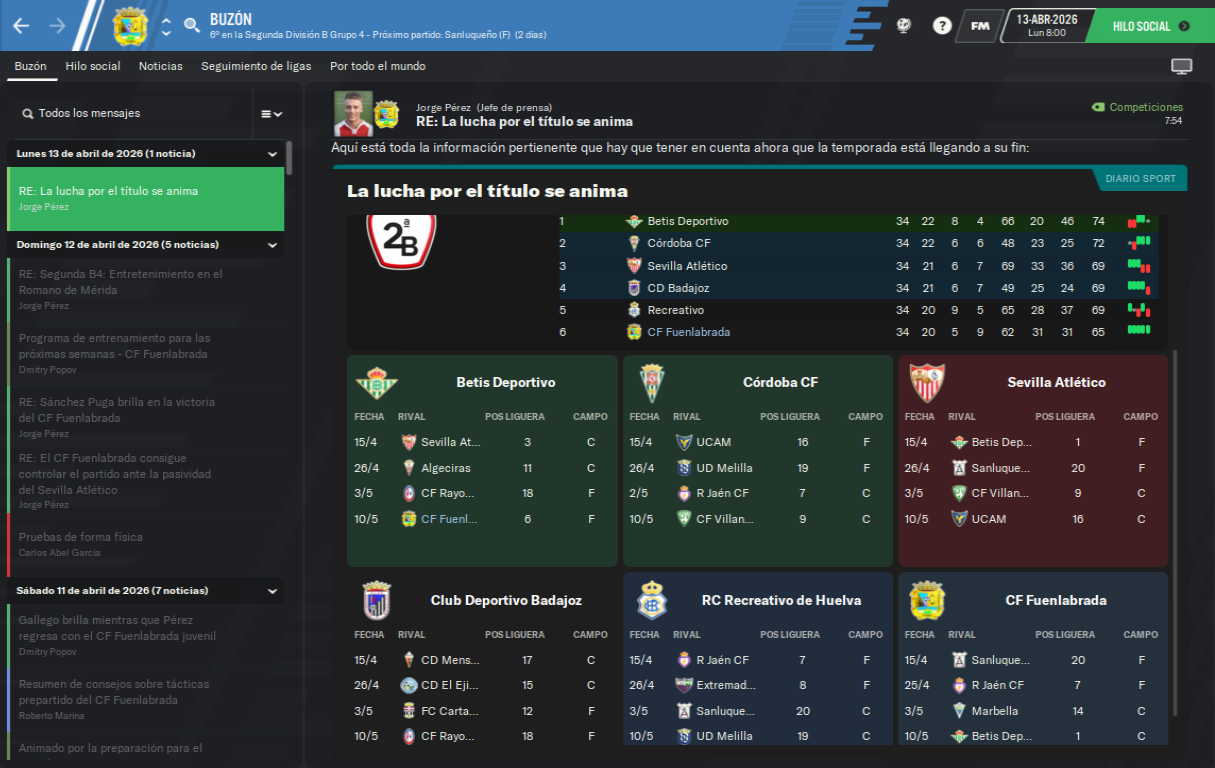 BUZÓN
6º en la Segunda División B Grupo 4 - Próximo partido: Sanluqueño (F) (2 días)
?
FM
13-ABR-2026
Lun 8:00
HILO SOCIAL
Buzón Hilo social Noticias Seguimiento de ligas Por todo el mundo
Todos los mensajes
Lunes 13 de abril de 2026 (1 noticia)
RE: La lucha por el título se anima
Jorge Pérez
Domingo 12 de abril de 2026 (5 noticias)
RE: Segunda B4: Entretenimiento en el
Romano de Mérida
Jorge Pérez
Programa de entrenamiento para las
próximas semanas - CF Fuenlabrada
Dmitry Popov
RE: Sánchez Puga brilla en la victoria
del CF Fuenlabrada
Jorge Pérez
RE: El CF Fuenlabrada consigue
controlar el partido ante la pasividad
del Sevilla Atlético
Jorge Pérez
Pruebas de forma física
Carlos Abel García
Sábado 11 de abril de 2026 (7 noticias)
Gallego brilla mientras que Pérez
regresa con el CF Fuenlabrada juvenil
Dmitry Popov
Resumen de consejos sobre tácticas
prepartido del CF Fuenlabrada
Roberto Marina
Animado por la preparación para el
Jorge Pérez (Jefe de prensa)
RE: La lucha por el título se anima
Competiciones
7:54
Aquí está toda la información pertienente que hay que tener en cuenta ahora que la temporada está llegando a su fin:
DIARIO SPORT
La lucha por el título se anima
2ª B
1 Betis Deportivo 34 22 8 4 66 20 46 74
2 Córdoba CF 34 22 6 6 48 23 25 72
3 Sevilla Atlético 34 21 6 7 69 33 36 69
4 CD Badajoz 34 21 6 7 49 25 24 69
5 Recreativo 34 20 9 5 65 28 37 69
6 CF Fuenlabrada 34 20 5 9 62 31 31 65
Betis Deportivo
FECHA RIVAL POS LIGUERA CAMPO
15/4 Sevilla At... 3 C
26/4 Algeciras 11 C
3/5 CF Rayo... 18 F
10/5 CF Fuenl... 6 F
Córdoba CF
FECHA RIVAL POS LIGUERA CAMPO
15/4 UCAM 16 F
26/4 UD Melilla 19 F
2/5 R Jaén CF 7 C
10/5 CF Villan... 9 C
Sevilla Atlético
FECHA RIVAL POS LIGUERA CAMPO
15/4 Betis Dep... 1 F
26/4 Sanluque... 20 F
3/5 CF Villan... 9 C
10/5 UCAM 16 C
Club Deportivo Badajoz
FECHA RIVAL POS LIGUERA CAMPO
15/4 CD Mens... 17 C
26/4 CD El Eji... 15 C
3/5 FC Carta... 12 F
10/5 CF Rayo... 18 F
RC Recreativo de Huelva
FECHA RIVAL POS LIGUERA CAMPO
15/4 R Jaén CF 7 F
26/4 Extremad... 8 F
3/5 Sanluque... 20 C
10/5 UD Melilla 19 C
CF Fuenlabrada
FECHA RIVAL POS LIGUERA CAMPO
15/4 Sanluque... 20 F
25/4 R Jaén CF 7 F
3/5 Marbella 14 C
10/5 Betis Dep... 1 C